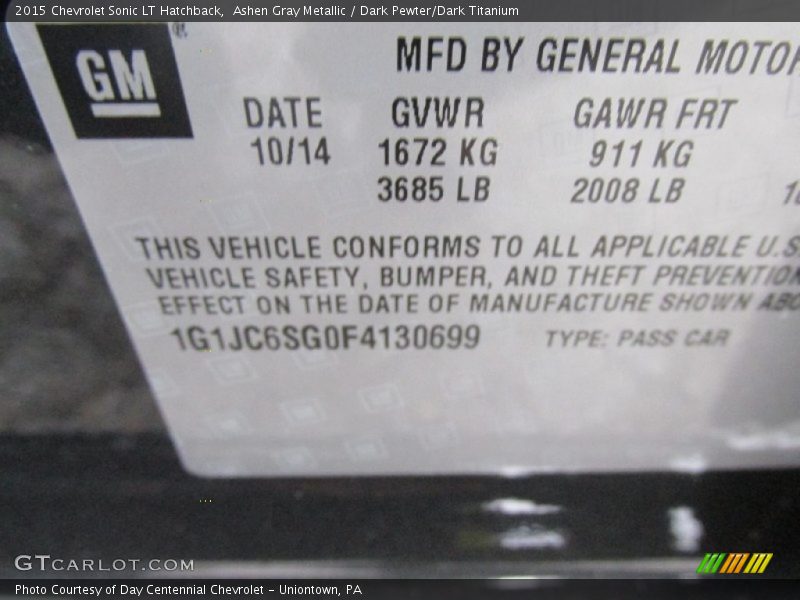 2015 Chevrolet Sonic LT Hatchback,  Ashen Gray Metallic / Dark Pewter/Dark Titanium
GM ®
MFD BY GENERAL
DATE GVWR GAWR FRT
10/14 1672 KG 911 KG
3685 LB 2008 LB
THIS VEHICLE CONFORMS TO ALL APPLICABLE
VEHICLE SAFETY, BUMPER, AND THEFT
EFFECT ON THE DATE OF MANUFACTURE SHOWN
1G1JC6SG0F4130699 TYPE: PASS CAR
GTCARLOT.COM
Photo Courtesy of Day Centennial Chevrolet – Uniontown, PA